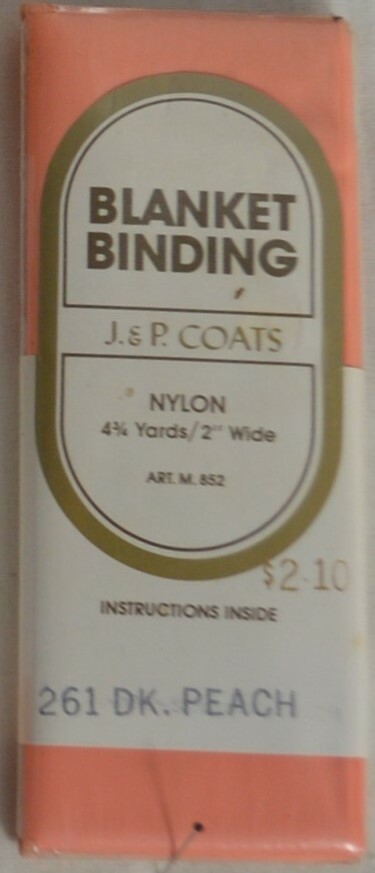 BLANKET
BINDING
J. & P. COATS
NYLON
4¾ Yards/2" Wide
ART. M. 852
$2.10
INSTRUCTIONS INSIDE
261 DK. PEACH